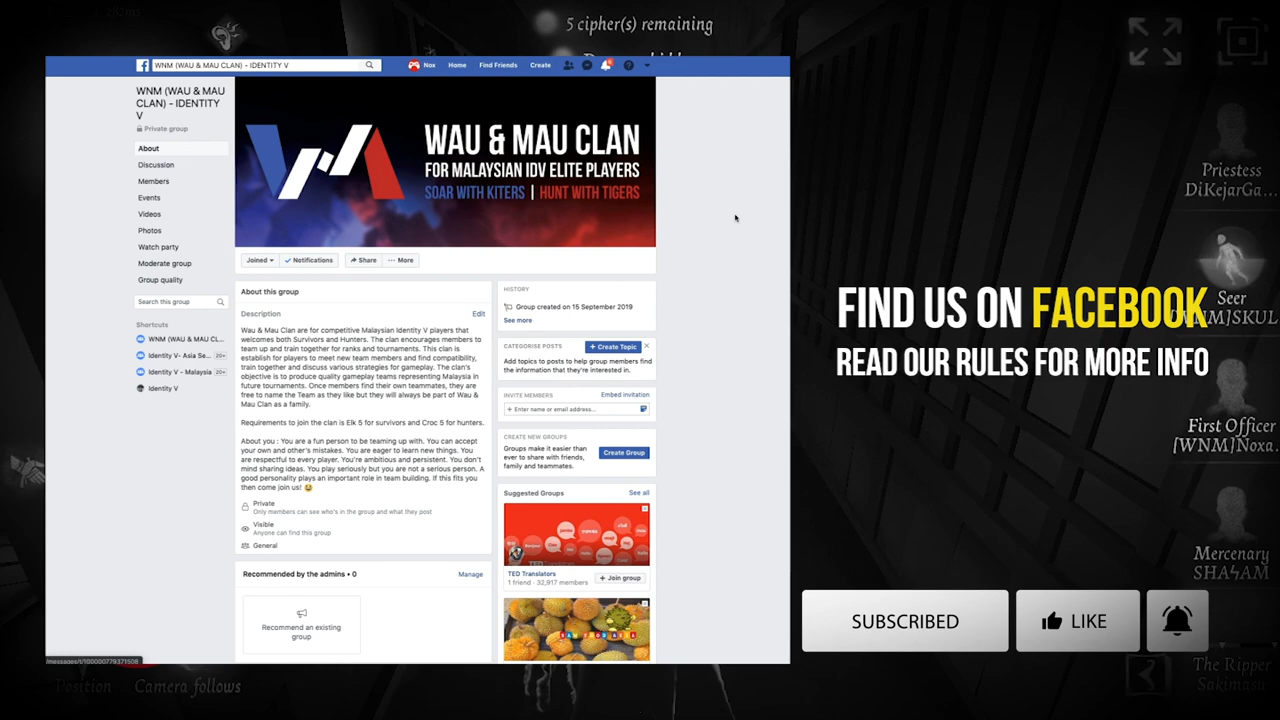 5 cipher(s) remaining
WNM (WAU & MAU CLAN) - IDENTITY V
Nox
Home
Find Friends
Create
WNM (WAU & MAU
CLAN) - IDENTITY
V
Private group
About
Discussion
Members
Events
Videos
Photos
Watch party
Moderate group
Group quality
Search this group
Shortcuts
WNM (WAU & MAU CL...
Identity V- Asia Se... 20+
Identity V - Malaysia 20+
Identity V
WAU & MAU CLAN
FOR MALAYSIAN IDV ELITE PLAYERS
SOAR WITH KITERS | HUNT WITH TIGERS
Joined
Notifications
Share
More
About this group
Description
Edit
Wau & Mau Clan are for competitive Malaysian Identity V players that
welcomes both Survivors and Hunters. The clan encourages members to
team up and train together for ranks and tournaments. This clan is
establish for players to meet new team members and find compatibility,
train together and discuss various strategies for gameplay. The clan's
objective is to produce quality gameplay teams representing Malaysia in
future tournaments. Once members find their own teammates, they are
free to name the Team as they like but they will always be part of Wau &
Mau Clan as a family.
Requirements to join the clan is Elk 5 for survivors and Croc 5 for hunters.
About you : You are a fun person to be teaming up with. You can accept
your own and other's mistakes. You are eager to learn new things. You
are respectful to every player. You're ambitious and persistent. You don't
mind sharing ideas. You play seriously but you are not a serious person. A
good personality plays an important role in team building. If this fits you
then come join us! 😆
Private
Only members can see who's in the group and what they post
Visible
Anyone can find this group
General
Recommended by the admins • 0
Manage
Recommend an existing
group
HISTORY
Group created on 15 September 2019
See more
CATEGORISE POSTS
+ Create Topic
Add topics to posts to help group members find
the information that they're interested in.
INVITE MEMBERS
Embed invitation
+ Enter name or email address...
CREATE NEW GROUPS
Groups make it easier than
ever to share with friends,
family and teammates.
Create Group
Suggested Groups
See all
TED Translators
1 friend · 32,917 members
+ Join group
FIND US ON FACEBOOK
READ OUR RULES FOR MORE INFO
Priestess
DiKejarGa...
Seer
[WNM]SKUL
First Officer
[WNM]Noxa.
Mercenary
SHA$AM
SUBSCRIBED
LIKE
The Ripper
Sakimasu
/messages/t/100000779371508
Position
Camera follows